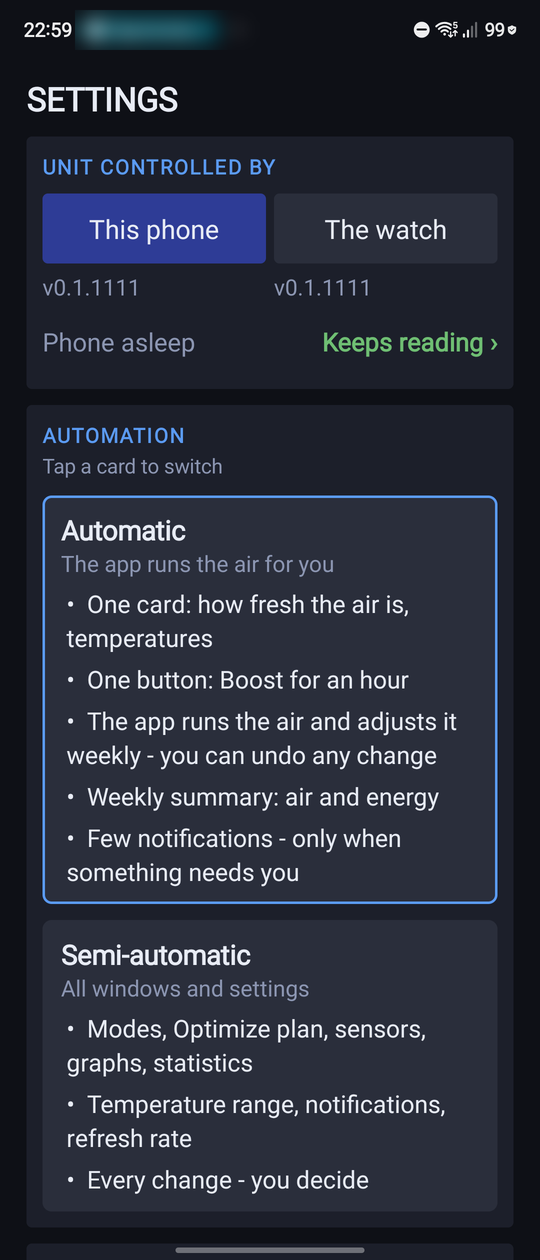 22:59
99
SETTINGS
UNIT CONTROLLED BY
This phone
The watch
v0.1.1111
v0.1.1111
Phone asleep
Keeps reading ›
AUTOMATION
Tap a card to switch
Automatic
The app runs the air for you
• One card: how fresh the air is,
temperatures
• One button: Boost for an hour
• The app runs the air and adjusts it
weekly - you can undo any change
• Weekly summary: air and energy
• Few notifications - only when
something needs you
Semi-automatic
All windows and settings
• Modes, Optimize plan, sensors,
graphs, statistics
• Temperature range, notifications,
refresh rate
• Every change - you decide